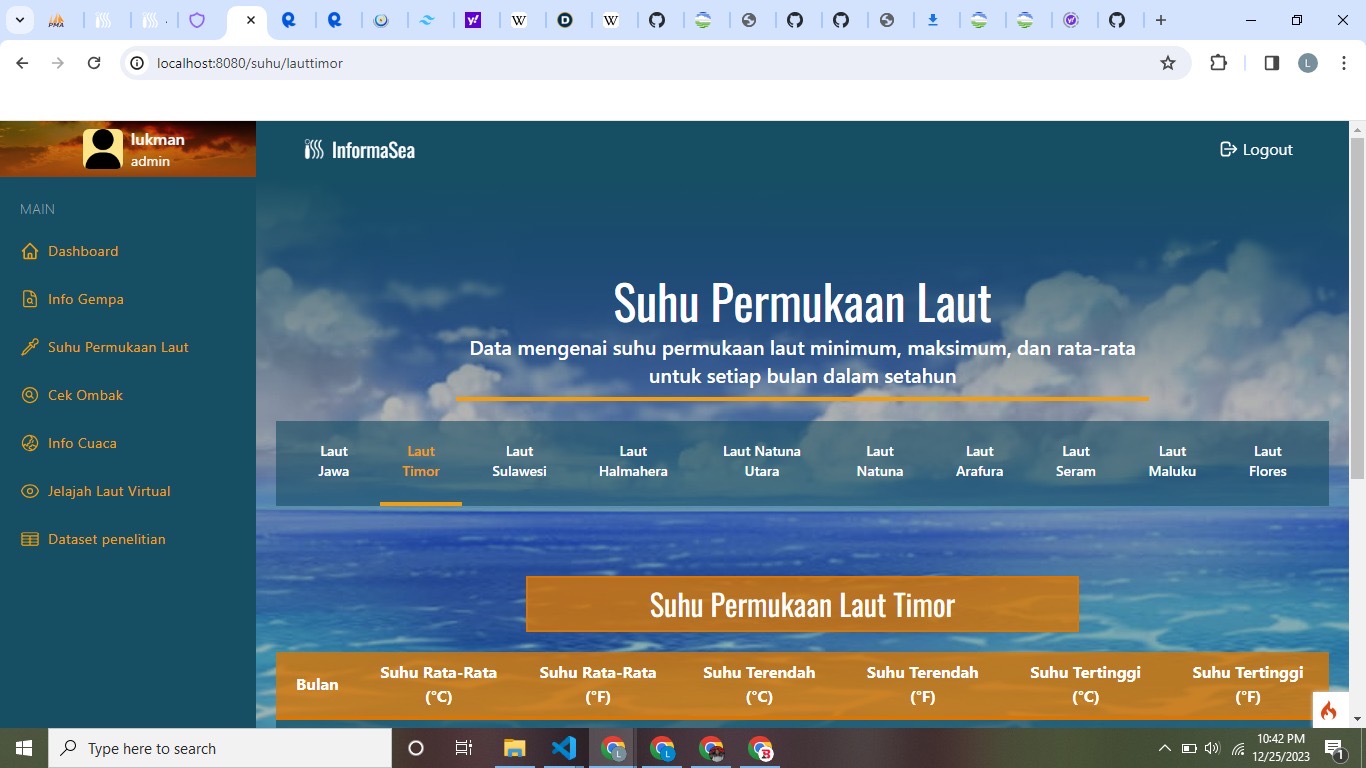 PMA
localhost:8080/suhu/lauttimor
L
lukman
admin
InformaSea
Logout
MAIN
Dashboard
Info Gempa
Suhu Permukaan Laut
Cek Ombak
Info Cuaca
Jelajah Laut Virtual
Dataset penelitian
Suhu Permukaan Laut
Data mengenai suhu permukaan laut minimum, maksimum, dan rata-rata
untuk setiap bulan dalam setahun
Laut Jawa
Laut Timor
Laut Sulawesi
Laut Halmahera
Laut Natuna Utara
Laut Natuna
Laut Arafura
Laut Seram
Laut Maluku
Laut Flores
Suhu Permukaan Laut Timor
Bulan
Suhu Rata-Rata (°C)
Suhu Rata-Rata (°F)
Suhu Terendah (°C)
Suhu Terendah (°F)
Suhu Tertinggi (°C)
Suhu Tertinggi (°F)
Type here to search
10:42 PM
12/25/2023
1